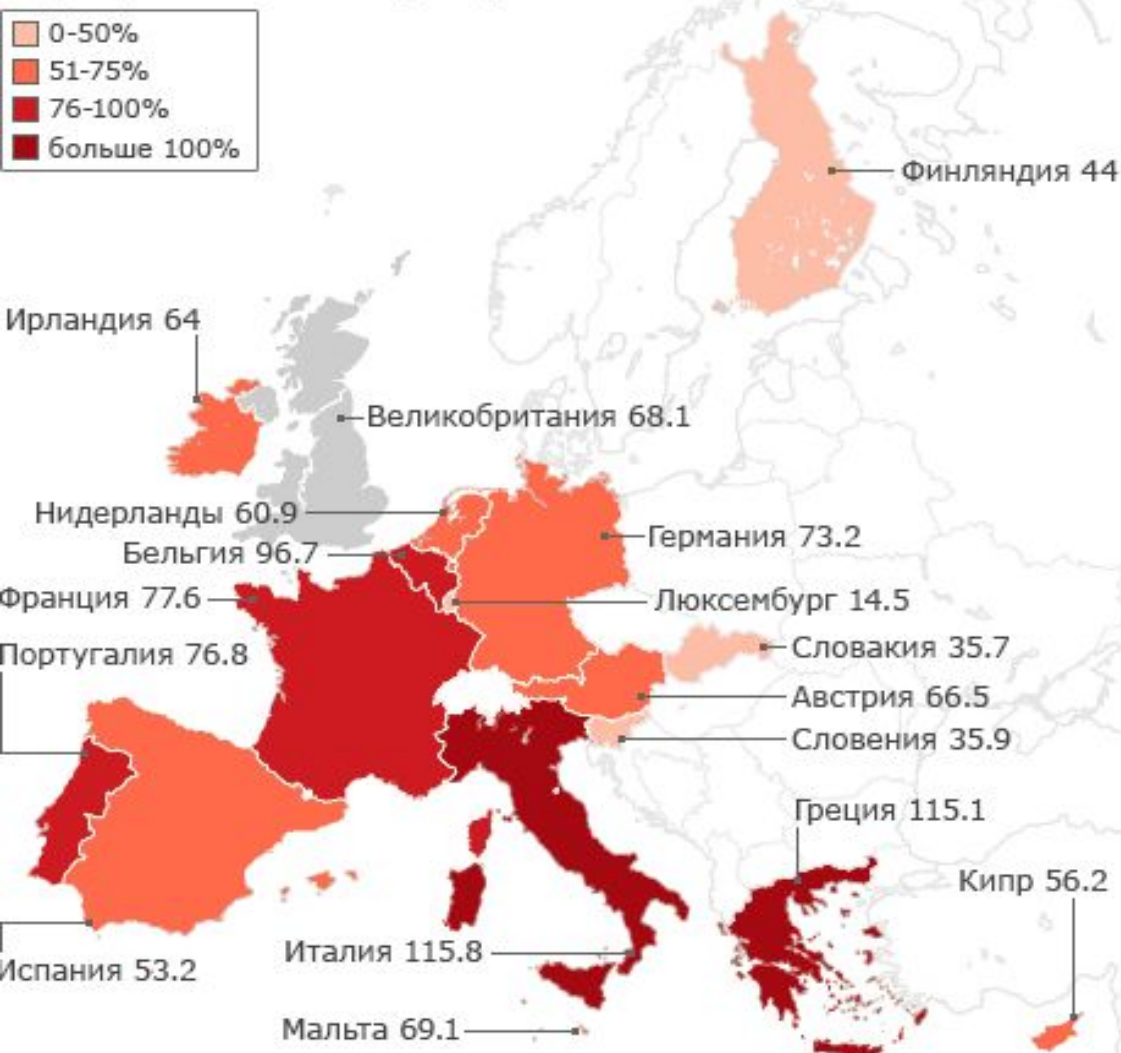 0-50%
51-75%
76-100%
больше 100%
Финляндия 44
Ирландия 64
Великобритания 68.1
Нидерланды 60.9
Германия 73.2
Бельгия 96.7
Франция 77.6
Люксембург 14.5
Португалия 76.8
Словакия 35.7
Австрия 66.5
Словения 35.9
Греция 115.1
Кипр 56.2
Италия 115.8
Испания 53.2
Мальта 69.1